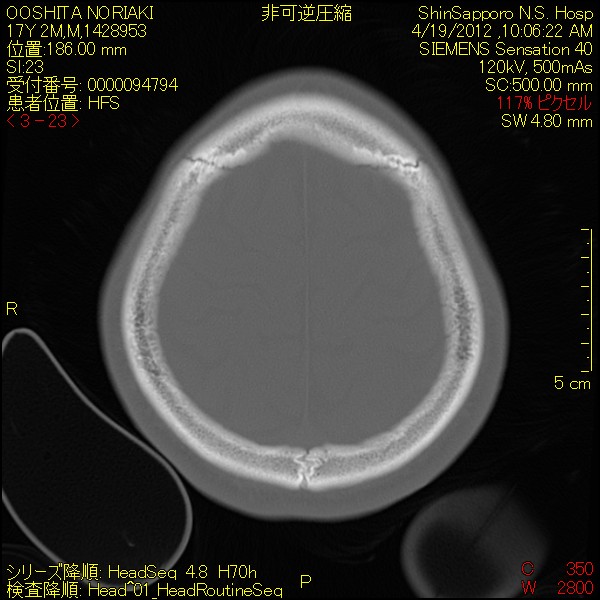 OOSHITA NORIAKI
17Y 2M,M,1428953
位置:186.00 mm
SI:23
受付番号: 0000094794
患者位置: HFS
< 3 - 23 >
非可逆圧縮
ShinSapporo N.S. Hosp
4/19/2012 ,10:06:22 AM
SIEMENS Sensation 40
120kV, 500mAs
SC:500.00 mm
117% ピクセル
SW 4.80 mm
R
5 cm
シリーズ降順: HeadSeq 4.8 H70h
検査降順: Head^01_HeadRoutineSeq
P
C 350
W 2800